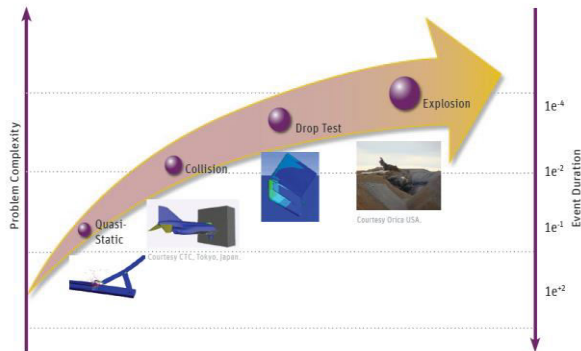 Problem Complexity
Explosion
Drop Test
Collision
Quasi-
Static
Courtesy CTC, Tokyo, Japan.
Courtesy Orica USA.
1e⁻⁴
1e⁻²
1e⁻¹
1e⁺²
Event Duration